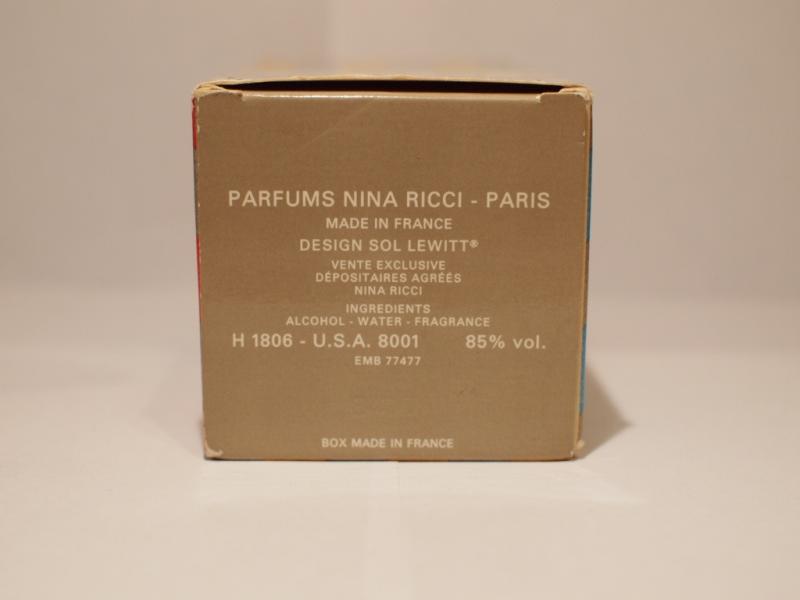 PARFUMS NINA RICCI - PARIS
MADE IN FRANCE
DESIGN SOL LEWITT®
VENTE EXCLUSIVE
DÉPOSITAIRES AGRÉÉS
NINA RICCI
INGREDIENTS
ALCOHOL - WATER - FRAGRANCE
H 1806 - U.S.A. 8001 85% vol.
EMB 77477
BOX MADE IN FRANCE